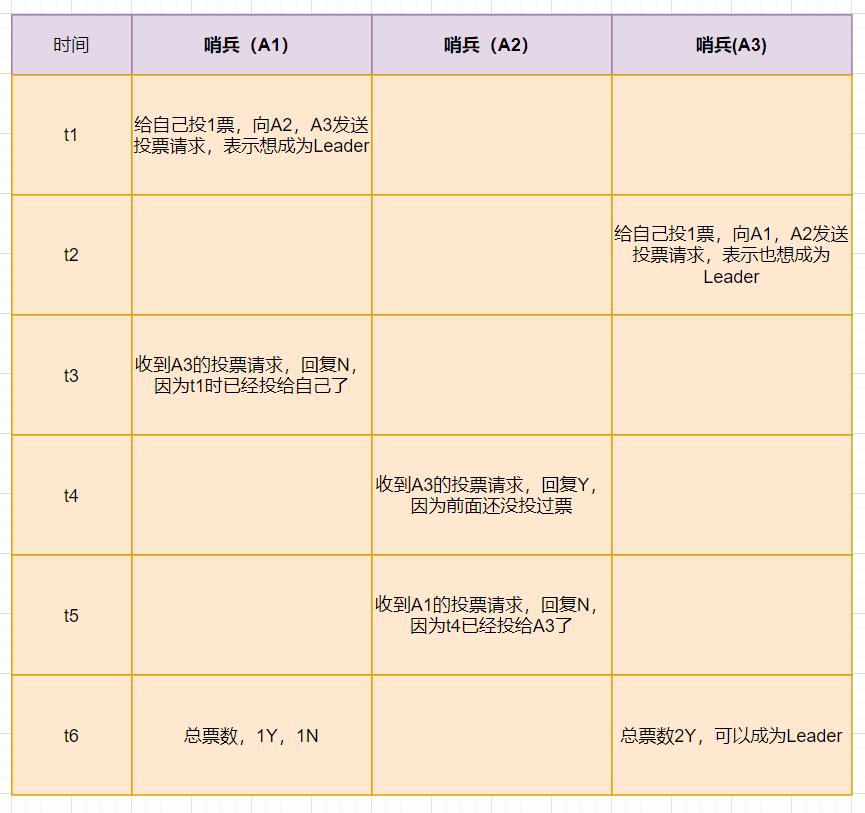 时间
哨兵（A1）
哨兵（A2）
哨兵(A3)
t1
给自己投1票，向A2，A3发送
投票请求，表示想成为Leader
t2
给自己投1票，向A1，A2发送
投票请求，表示也想成为
Leader
t3
收到A3的投票请求，回复N，
因为t1时已经投给自己了
t4
收到A3的投票请求，回复Y，
因为前面还没投过票
t5
收到A1的投票请求，回复N，
因为t4已经投给A3了
t6
总票数，1Y，1N
总票数2Y，可以成为Leader